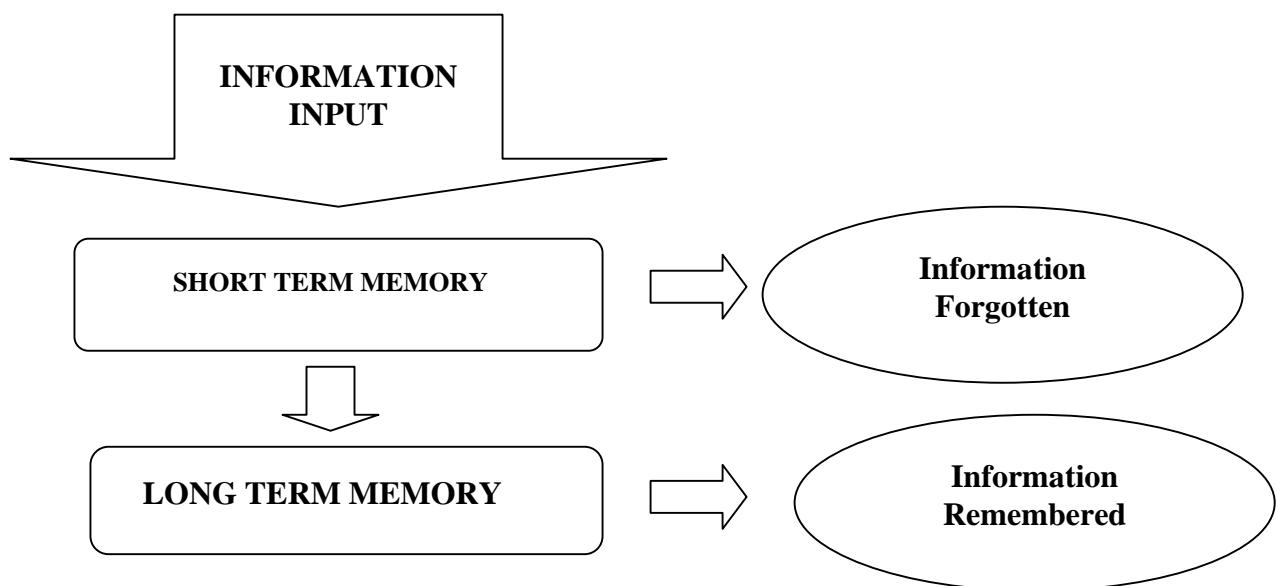 INFORMATION
INPUT
SHORT TERM MEMORY
Information
Forgotten
LONG TERM MEMORY
Information
Remembered